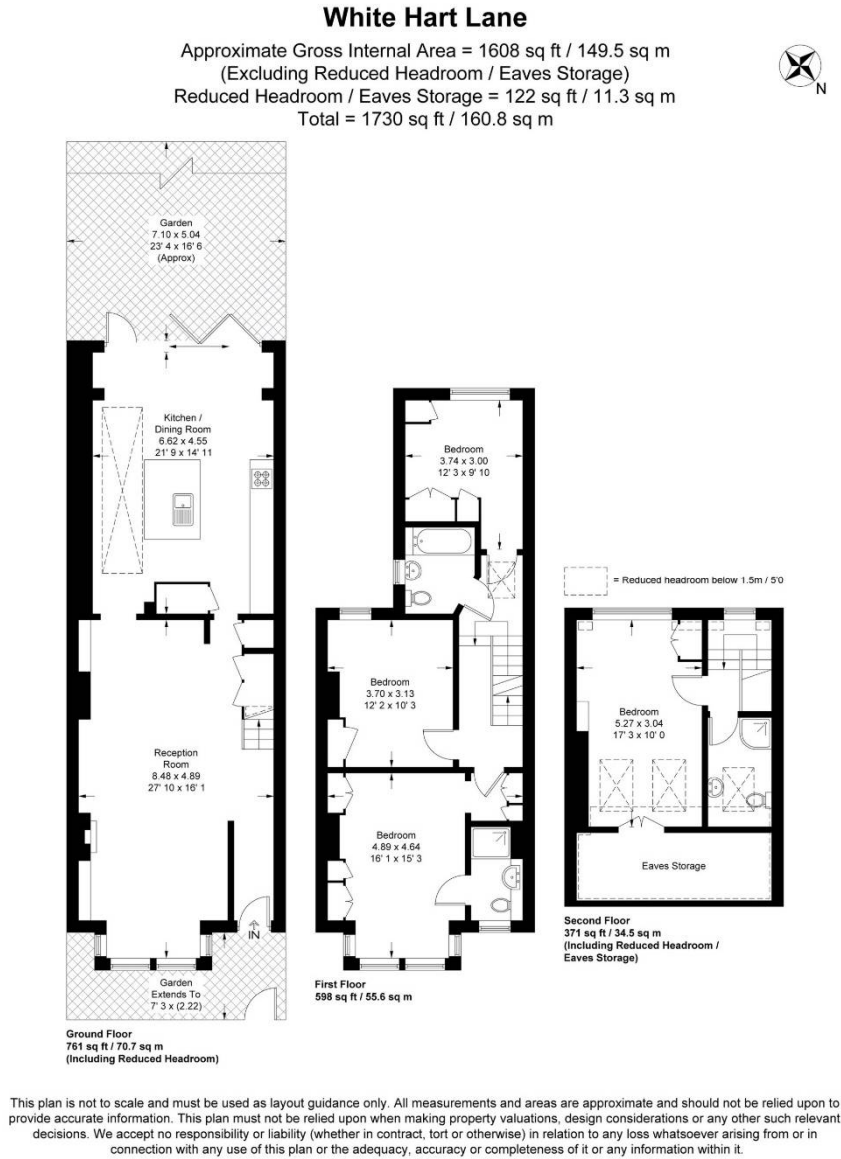 White Hart Lane
Approximate Gross Internal Area = 1608 sq ft / 149.5 sq m
(Excluding Reduced Headroom / Eaves Storage)
Reduced Headroom / Eaves Storage = 122 sq ft / 11.3 sq m
Total = 1730 sq ft / 160.8 sq m
N
Garden
7.10 x 5.04
23' 4 x 16' 6
(Approx)
Kitchen /
Dining Room
6.62 x 4.55
21' 9 x 14' 11
Reception
Room
8.48 x 4.89
27' 10 x 16' 1
IN
Garden
Extends To
7' 3 x (2.22)
Ground Floor
761 sq ft / 70.7 sq m
(Including Reduced Headroom)
Bedroom
3.74 x 3.00
12' 3 x 9' 10
Bedroom
3.70 x 3.13
12' 2 x 10' 3
Bedroom
4.89 x 4.64
16' 1 x 15' 3
First Floor
598 sq ft / 55.6 sq m
= Reduced headroom below 1.5m / 5'0
Bedroom
5.27 x 3.04
17' 3 x 10' 0
Eaves Storage
Second Floor
371 sq ft / 34.5 sq m
(Including Reduced Headroom /
Eaves Storage)
This plan is not to scale and must be used as layout guidance only. All measurements and areas are approximate and should not be relied upon to
provide accurate information. This plan must not be relied upon when making property valuations, design considerations or any other such relevant
decisions. We accept no responsibility or liability (whether in contract, tort or otherwise) in relation to any loss whatsoever arising from or in
connection with any use of this plan or the adequacy, accuracy or completeness of it or any information within it.